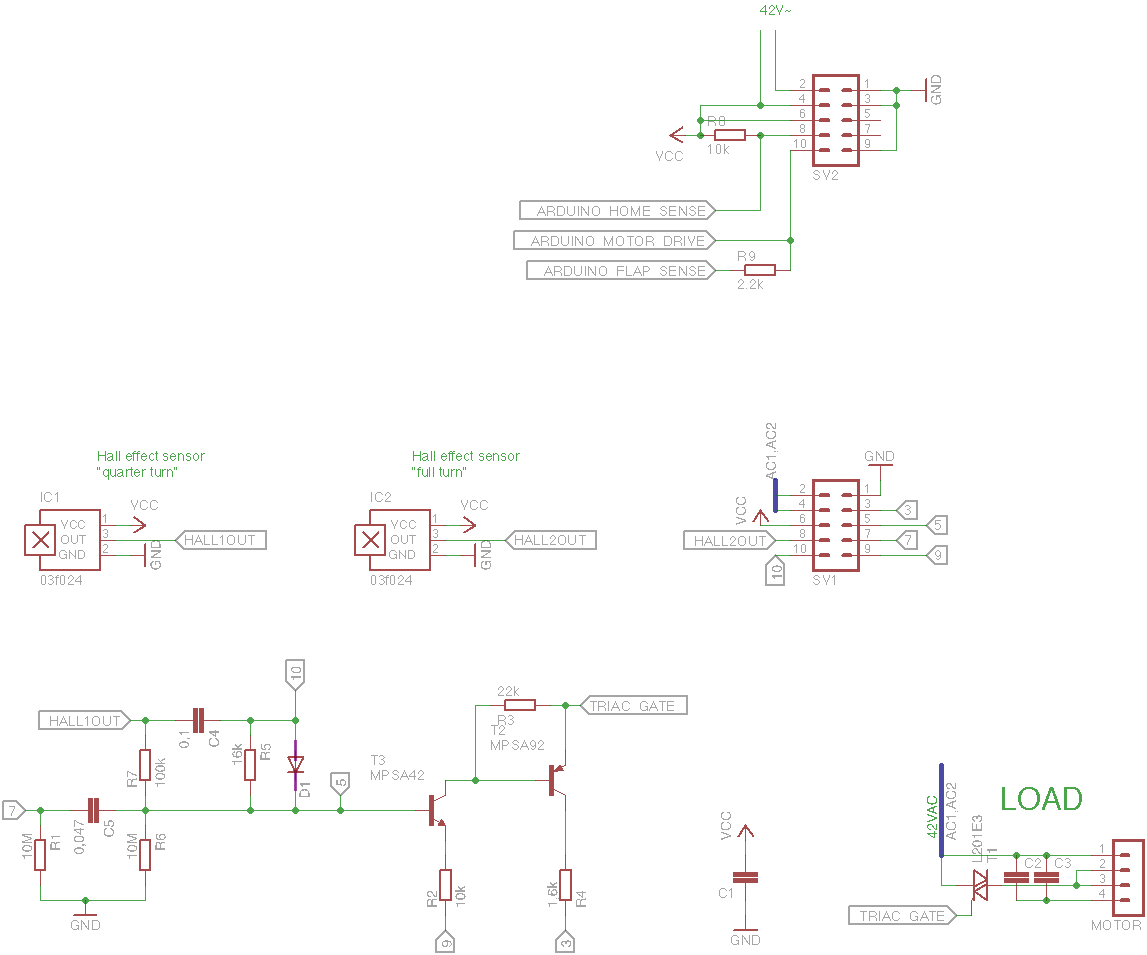 42V~
2 1
4 3
6 5
8 7
10 9
GND
R8
10k
VCC
SV2
ARDUINO HOME SENSE
ARDUINO MOTOR DRIVE
ARDUINO FLAP SENSE
R9
2.2k
Hall effect sensor
"quarter turn"
IC1
VCC
VCC 1
OUT 3
GND 2
HALL1OUT
GND
03f024
Hall effect sensor
"full turn"
IC2
VCC
VCC 1
OUT 3
GND 2
HALL2OUT
GND
03f024
AC1,AC2
GND
VCC
2 1
4 3
6 5
8 7
10 9
3
5
7
9
HALL2OUT
10
SV1
10
HALL1OUT
0,1
C4
16k
R5
R7
100k
D1
5
7
10M
R1
0,047
C5
10M
R6
GND
22k
R3
TRIAC GATE
T2
MPSA92
T3
MPSA42
R2
10k
1,6k
R4
9
3
VCC
C1
GND
42VAC
AC1,AC2
LOAD
L201E3
T1
C2
C3
1
2
3
4
TRIAC GATE
MOTOR